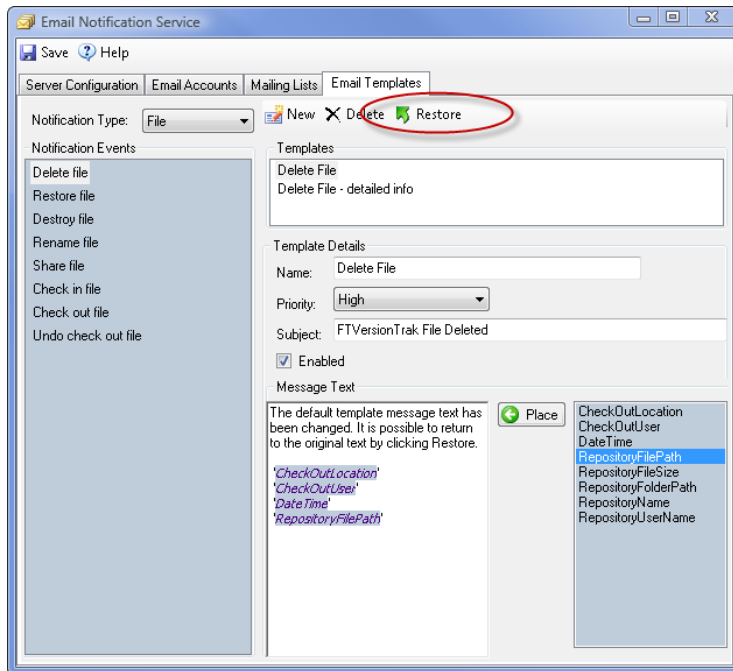 Email Notification Service
Save Help
Server Configuration Email Accounts Mailing Lists Email Templates
Notification Type: File
New Delete Restore
Notification Events
Delete file
Restore file
Destroy file
Rename file
Share file
Check in file
Check out file
Undo check out file
Templates
Delete File
Delete File - detailed info
Template Details
Name: Delete File
Priority: High
Subject: FTVersionTrak File Deleted
Enabled
Message Text
The default template message text has
been changed. It is possible to return
to the original text by clicking Restore.
'CheckOutLocation'
'CheckOutUser'
'DateTime'
'RepositoryFilePath'
Place
CheckOutLocation
CheckOutUser
DateTime
RepositoryFilePath
RepositoryFileSize
RepositoryFolderPath
RepositoryName
RepositoryUserName